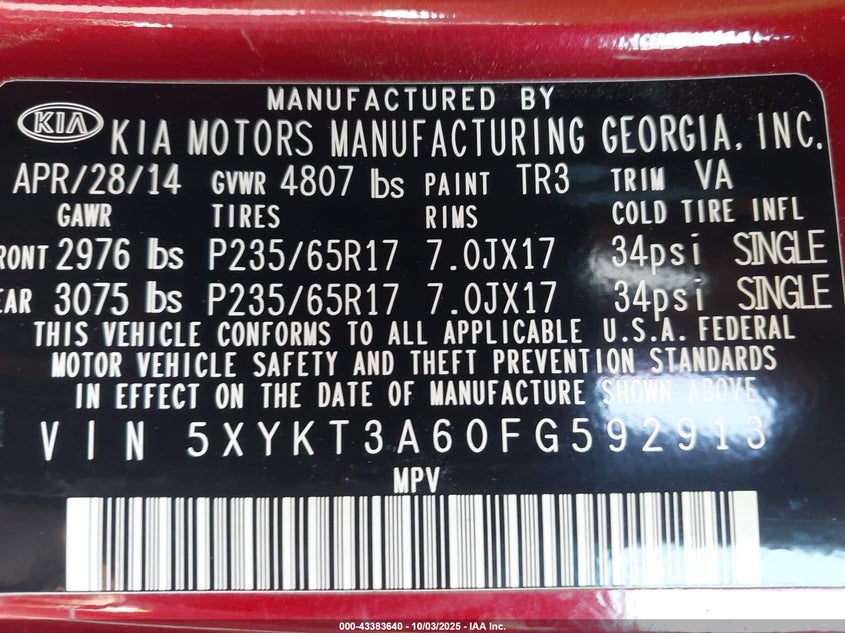 MANUFACTURED BY
KIA KIA MOTORS MANUFACTURING GEORGIA, INC.
APR/28/14 GVWR 4807 lbs PAINT TR3 TRIM VA
GAWR TIRES RIMS COLD TIRE INFL
RONT 2976 lbs P235/65R17 7.0JX17 34psi SINGLE
EAR 3075 lbs P235/65R17 7.0JX17 34psi SINGLE
THIS VEHICLE CONFORMS TO ALL APPLICABLE U.S.A. FEDERAL
MOTOR VEHICLE SAFETY AND THEFT PREVENTION STANDARDS
IN EFFECT ON THE DATE OF MANUFACTURE SHOWN ABOVE
VIN 5XYKT3A60FG592913
MPV
000-43383640 - 10/03/2025 - IAA Inc.